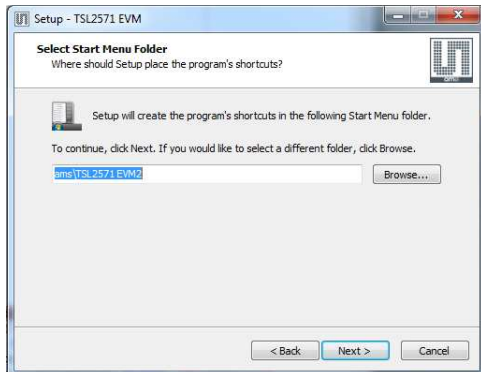 Setup - TSL2571 EVM
Select Start Menu Folder
Where should Setup place the program's shortcuts?
amu
Setup will create the program's shortcuts in the following Start Menu folder.
To continue, click Next. If you would like to select a different folder, click Browse.
ams\TSL2571 EVM2
Browse...
< Back
Next >
Cancel